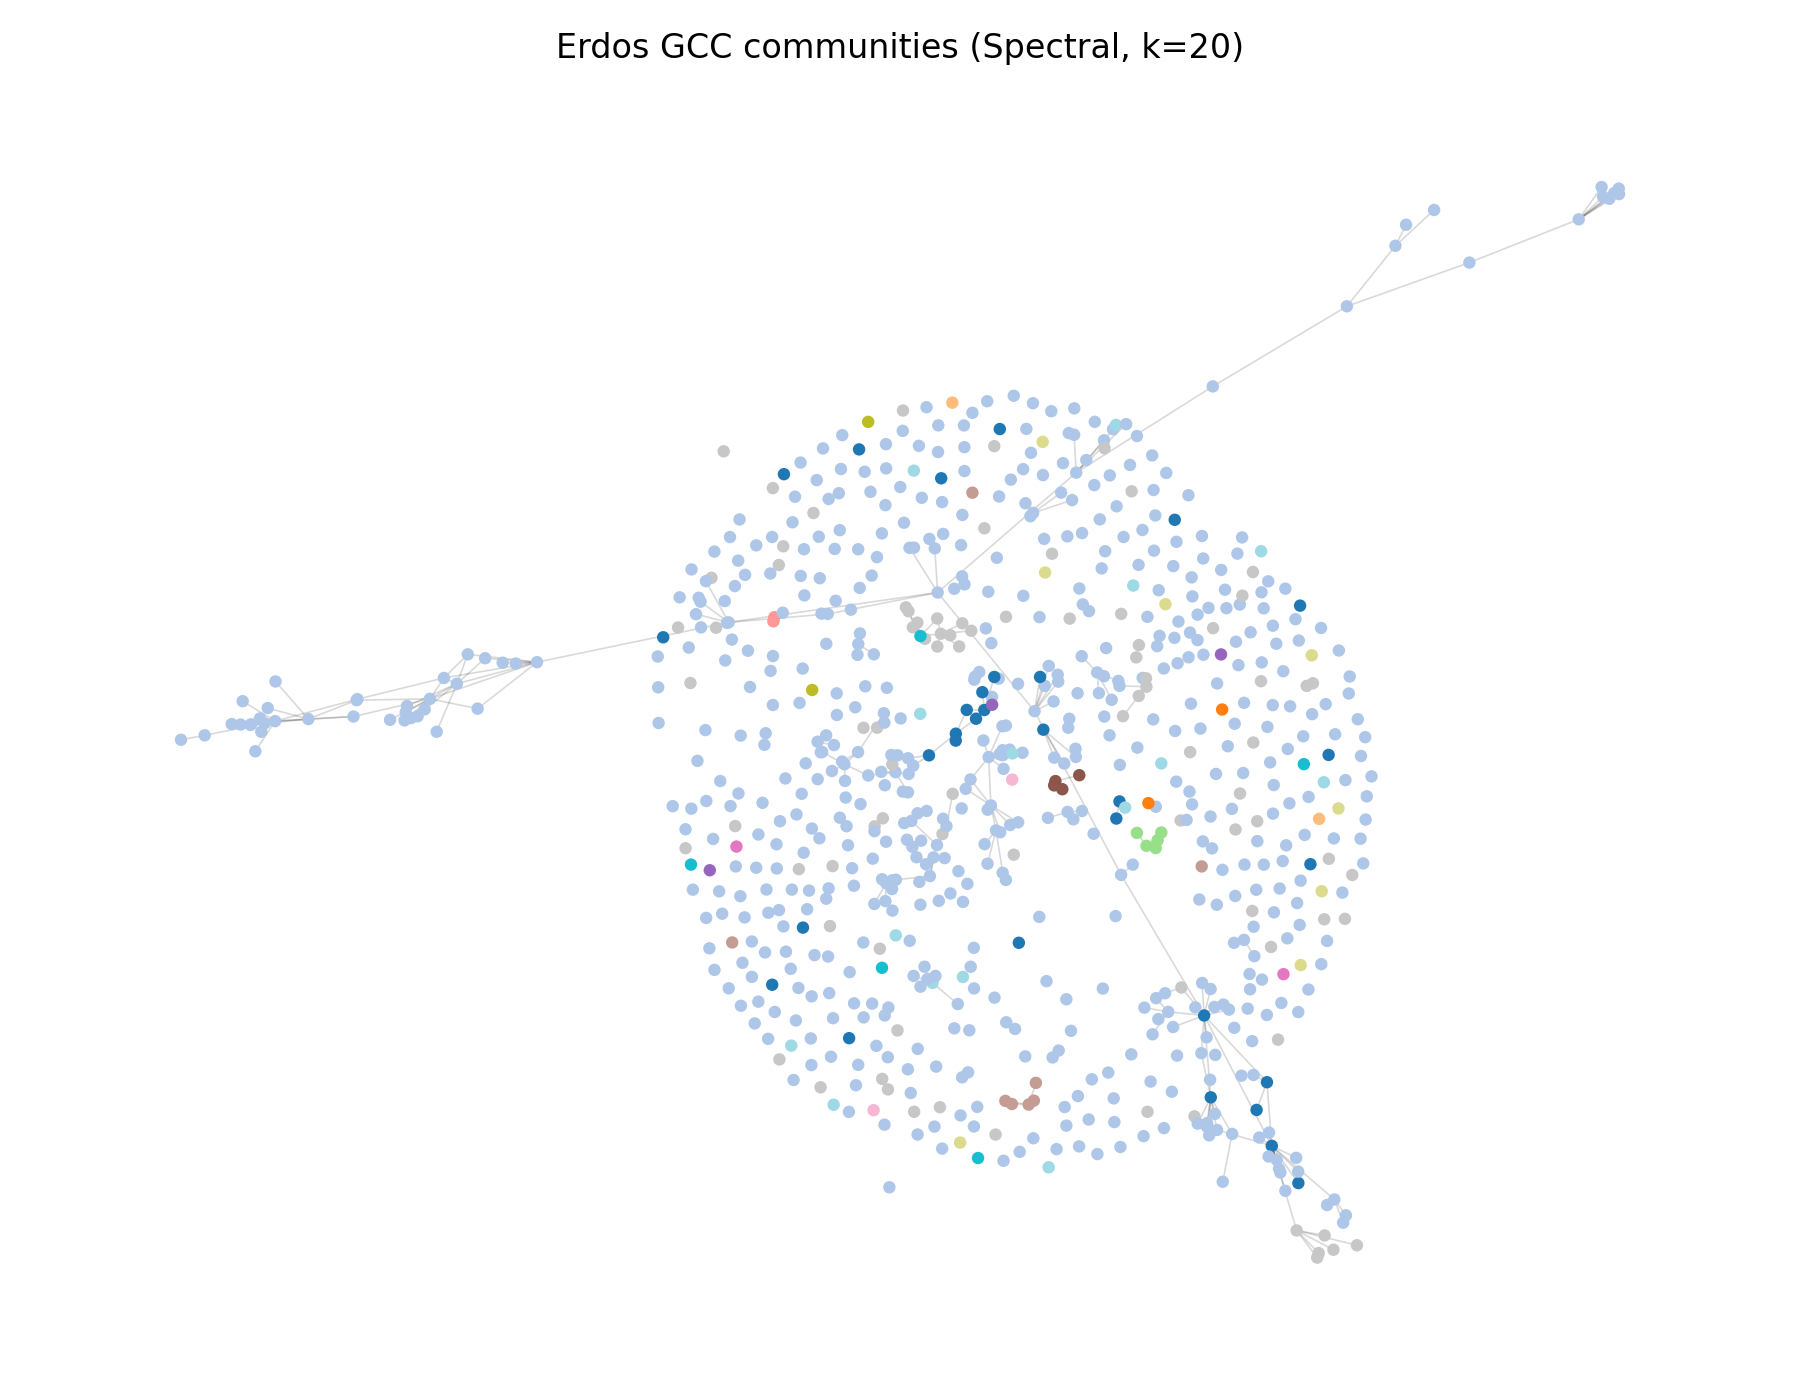 Erdos GCC communities (Spectral, k=20)